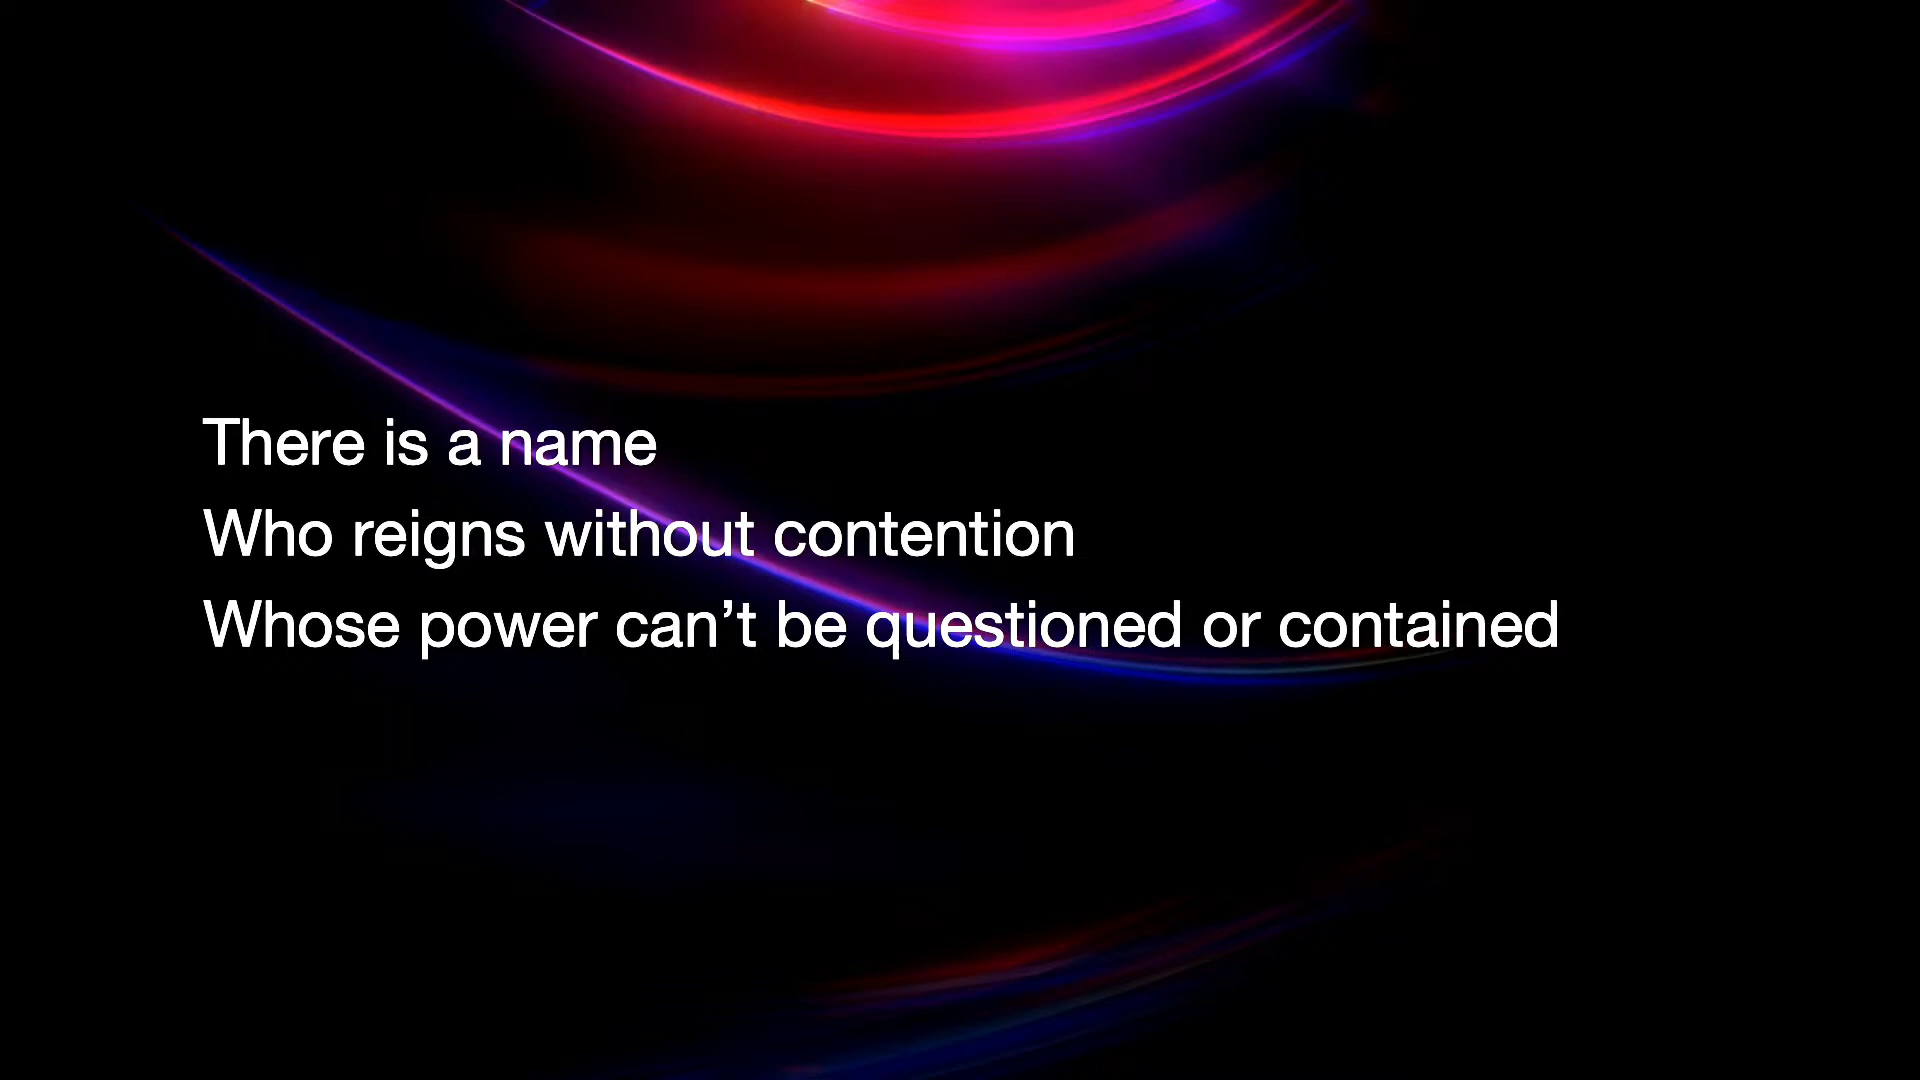 There is a name
Who reigns without contention
Whose power can’t be questioned or contained